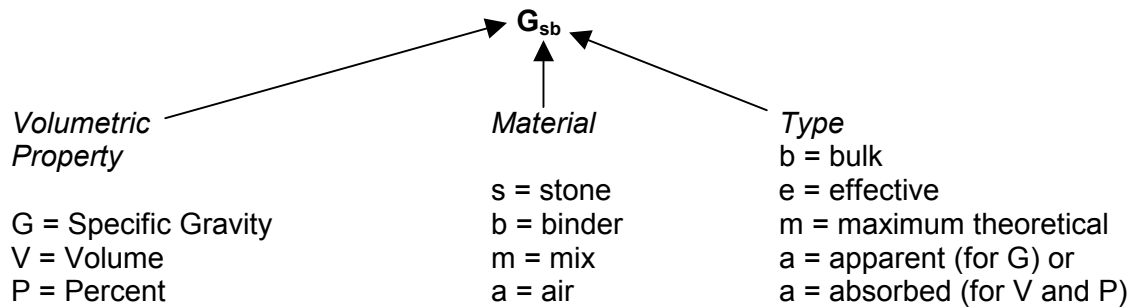 Gsb
Volumetric
Property
G = Specific Gravity
V = Volume
P = Percent
Material
s = stone
b = binder
m = mix
a = air
Type
b = bulk
e = effective
m = maximum theoretical
a = apparent (for G) or
a = absorbed (for V and P)